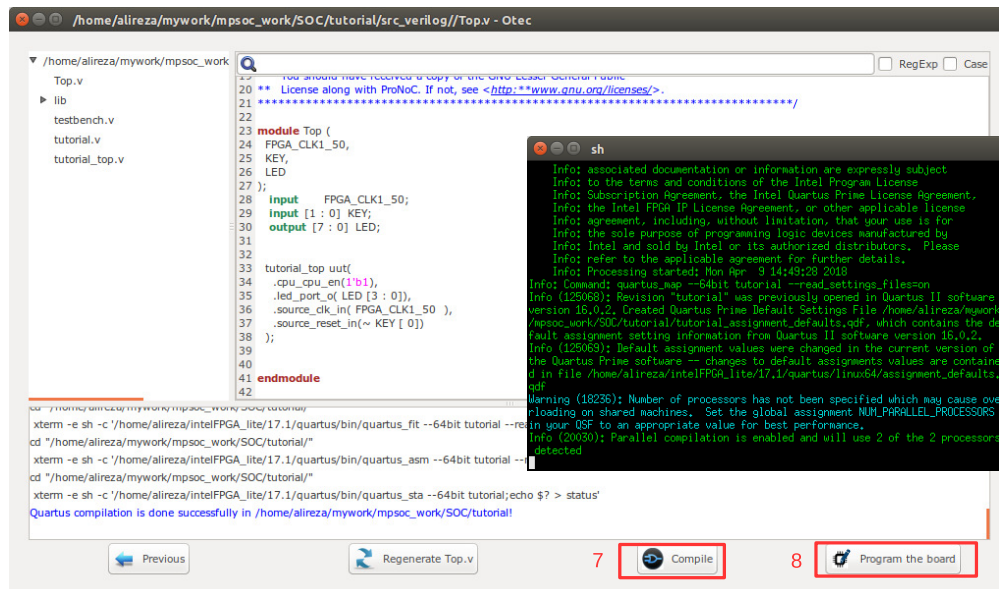 /home/alireza/mywork/mpsoc_work/SOC/tutorial/src_verilog//Top.v - Otec
/home/alireza/mywork/mpsoc_work
Top.v
lib
testbench.v
tutorial.v
tutorial_top.v
RegExp
Case
19 You should have received a copy of the GNU Lesser General Public
20 ** License along with ProNoC. If not, see <http:**www.gnu.org/licenses/>.
21 ******************************************************************************/
22
23 module Top (
24 FPGA_CLK1_50,
25 KEY,
26 LED
27 );
28 input FPGA_CLK1_50;
29 input [1 : 0] KEY;
30 output [7 : 0] LED;
31
32
33 tutorial_top uut(
34 .cpu_cpu_en(1'b1),
35 .led_port_o( LED [3 : 0]),
36 .source_clk_in( FPGA_CLK1_50 ),
37 .source_reset_in(~ KEY [ 0])
38 );
39
40
41 endmodule
42
sh
Info: associated documentation or information are expressly subject
Info: to the terms and conditions of the Intel Program License
Info: Subscription Agreement, the Intel Quartus Prime License Agreement,
Info: the Intel FPGA IP License Agreement, or other applicable license
Info: agreement, including, without limitation, that your use is for
Info: the sole purpose of programming logic devices manufactured by
Info: Intel and sold by Intel or its authorized distributors. Please
Info: refer to the applicable agreement for further details.
Info: Processing started: Mon Apr 9 14:49:28 2018
Info: Command: quartus_map --64bit tutorial --read_settings_files=on
Info (125068): Revision "tutorial" was previously opened in Quartus II software
version 16.0.2. Created Quartus Prime Default Settings File /home/alireza/mywork
/mpsoc_work/SOC/tutorial/tutorial_assignment_defaults.qdf, which contains the de
fault assignment setting information from Quartus II software version 16.0.2.
Info (125069): Default assignment values were changed in the current version of
the Quartus Prime software -- changes to default assignments values are containe
d in file /home/alireza/intelFPGA_lite/17.1/quartus/linux64/assignment_defaults.
qdf
Warning (18236): Number of processors has not been specified which may cause ove
rloading on shared machines. Set the global assignment NUM_PARALLEL_PROCESSORS
in your QSF to an appropriate value for best performance.
Info (20030): Parallel compilation is enabled and will use 2 of the 2 processors
detected
cd "/home/alireza/mywork/mpsoc_work/SOC/tutorial/"
xterm -e sh -c '/home/alireza/intelFPGA_lite/17.1/quartus/bin/quartus_fit --64bit tutorial --rea
cd "/home/alireza/mywork/mpsoc_work/SOC/tutorial/"
xterm -e sh -c '/home/alireza/intelFPGA_lite/17.1/quartus/bin/quartus_asm --64bit tutorial --r
cd "/home/alireza/mywork/mpsoc_work/SOC/tutorial/"
xterm -e sh -c '/home/alireza/intelFPGA_lite/17.1/quartus/bin/quartus_sta --64bit tutorial;echo $? > status'
Quartus compilation is done successfully in /home/alireza/mywork/mpsoc_work/SOC/tutorial!
Previous
Regenerate Top.v
7
Compile
8
Program the board